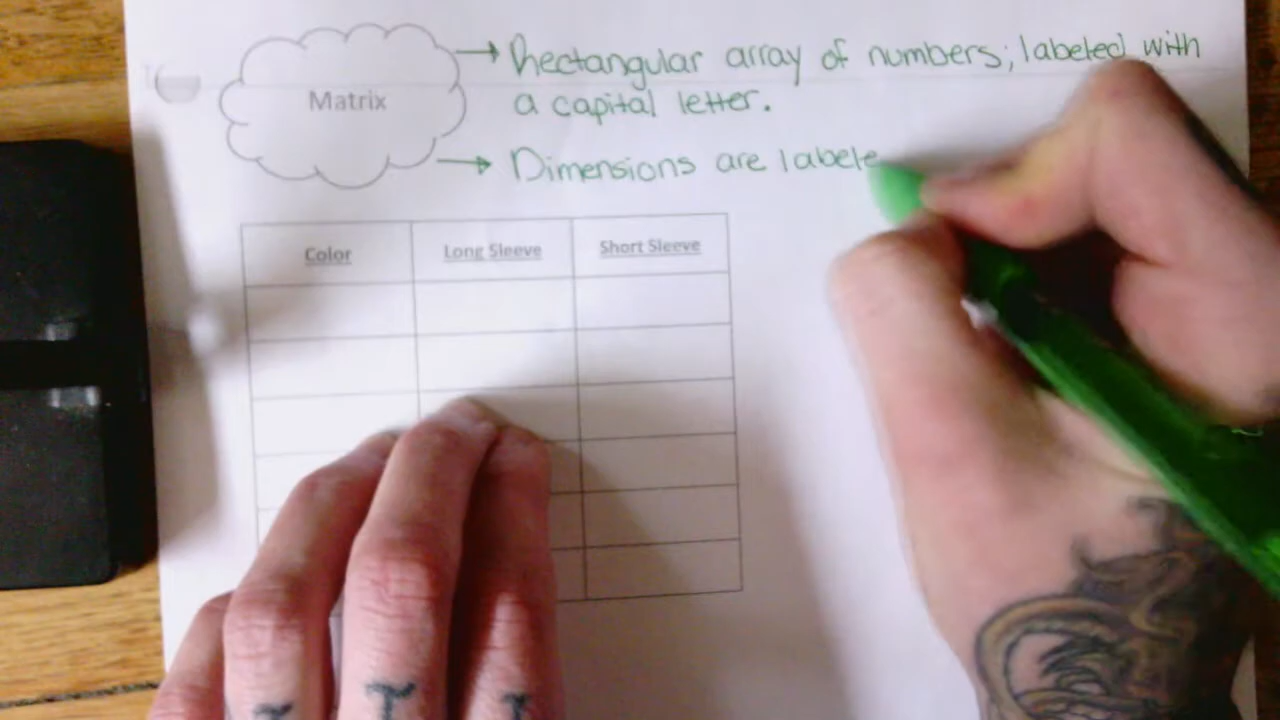 Matrix
Rectangular array of numbers; labeled with
a capital letter.
Dimensions are labele
Color
Long Sleeve
Short Sleeve